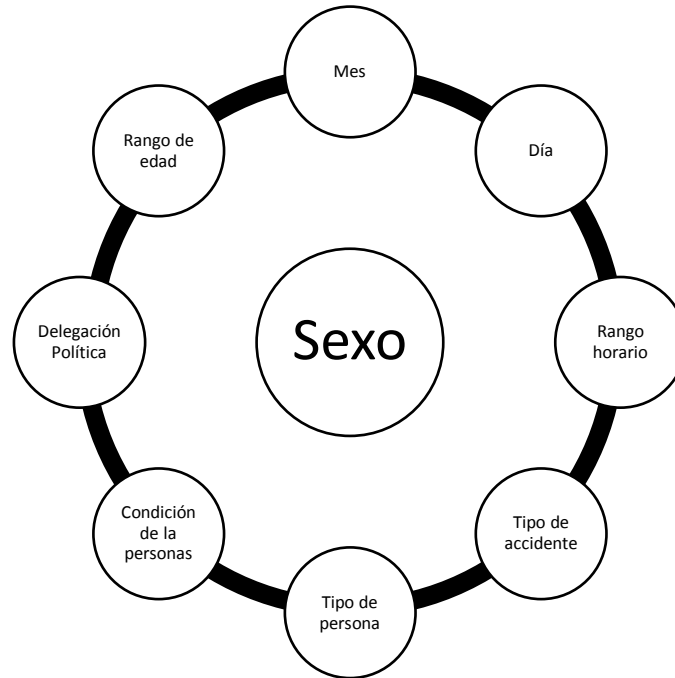 Mes
Día
Rango
horario
Tipo de
accidente
Tipo de
persona
Condición
de la
personas
Delegación
Política
Rango de
edad
Sexo